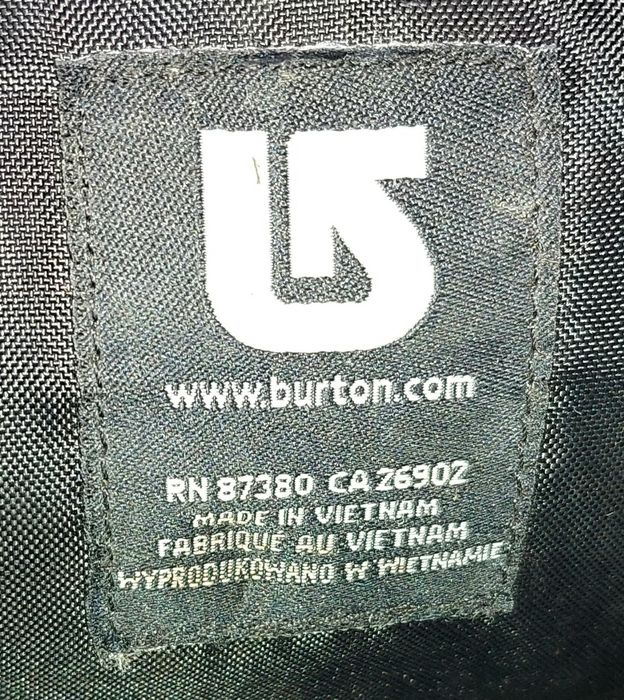 www.burton.com
RN 87380 CA 26902
MADE IN VIETNAM
FABRIQUE AU VIETNAM
WYPRODUKOWANO W WIETNAMIE